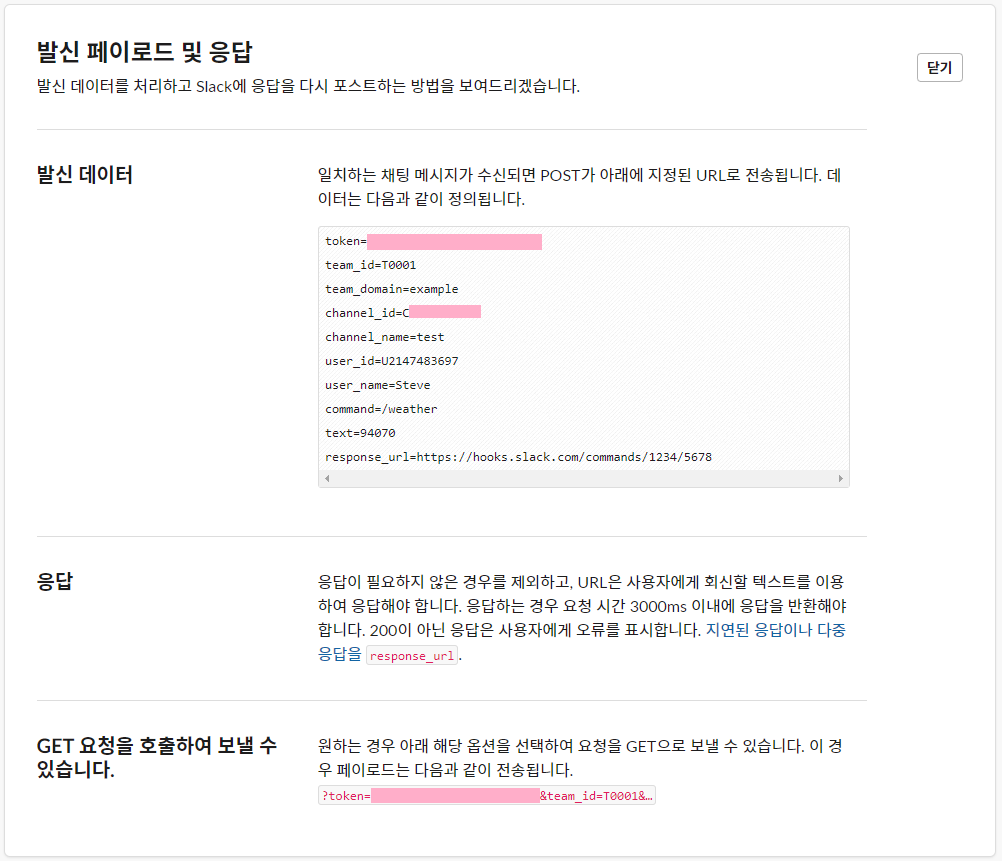 발신 페이로드 및 응답
닫기
발신 데이터를 처리하고 Slack에 응답을 다시 포스트하는 방법을 보여드리겠습니다.
발신 데이터
일치하는 채팅 메시지가 수신되면 POST가 아래에 지정된 URL로 전송됩니다. 데
이터는 다음과 같이 정의됩니다.
token=
team_id=T0001
team_domain=example
channel_id=C
channel_name=test
user_id=U2147483697
user_name=Steve
command=/weather
text=94070
response_url=https://hooks.slack.com/commands/1234/5678
응답
응답이 필요하지 않은 경우를 제외하고, URL은 사용자에게 회신할 텍스트를 이용
하여 응답해야 합니다. 응답하는 경우 요청 시간 3000ms 이내에 응답을 반환해야
합니다. 200이 아닌 응답은 사용자에게 오류를 표시합니다. 지연된 응답이나 다중
응답을 response_url.
GET 요청을 호출하여 보낼 수
있습니다.
원하는 경우 아래 해당 옵션을 선택하여 요청을 GET으로 보낼 수 있습니다. 이 경
우 페이로드는 다음과 같이 전송됩니다.
?token=&team_id=T0001&…